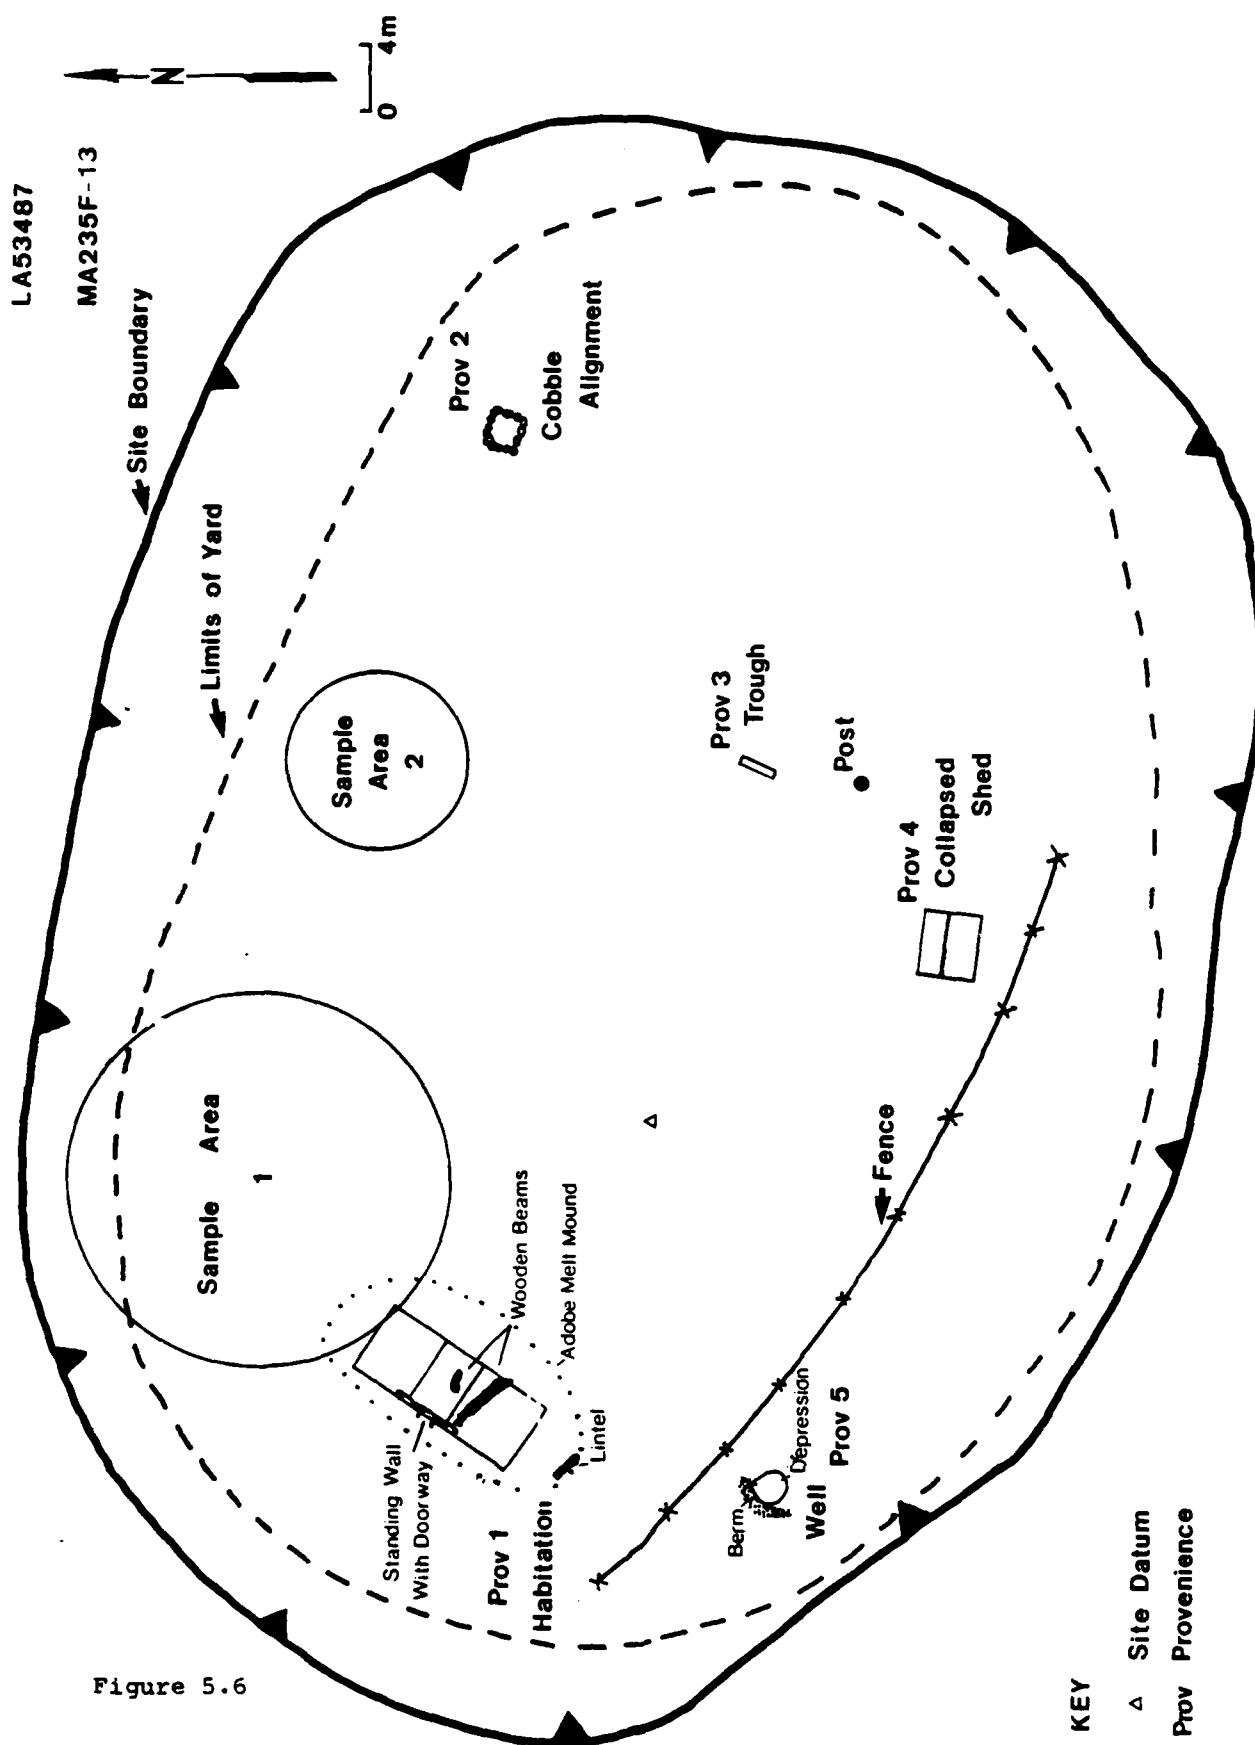 LA53487
MA235F-13
N
0 4m
Site Boundary
Limits of Yard
Prov 2
Cobble
Alignment
Sample
Area
2
Sample Area
1
Prov 3
Trough
Post
Prov 4
Collapsed
Shed
Fence
Wooden Beams
Adobe Melt Mound
Standing Wall
With Doorway
Lintel
Prov 1
Habitation
Berm
Depression
Well Prov 5
KEY
△ Site Datum
Prov Provenience
Figure 5.6